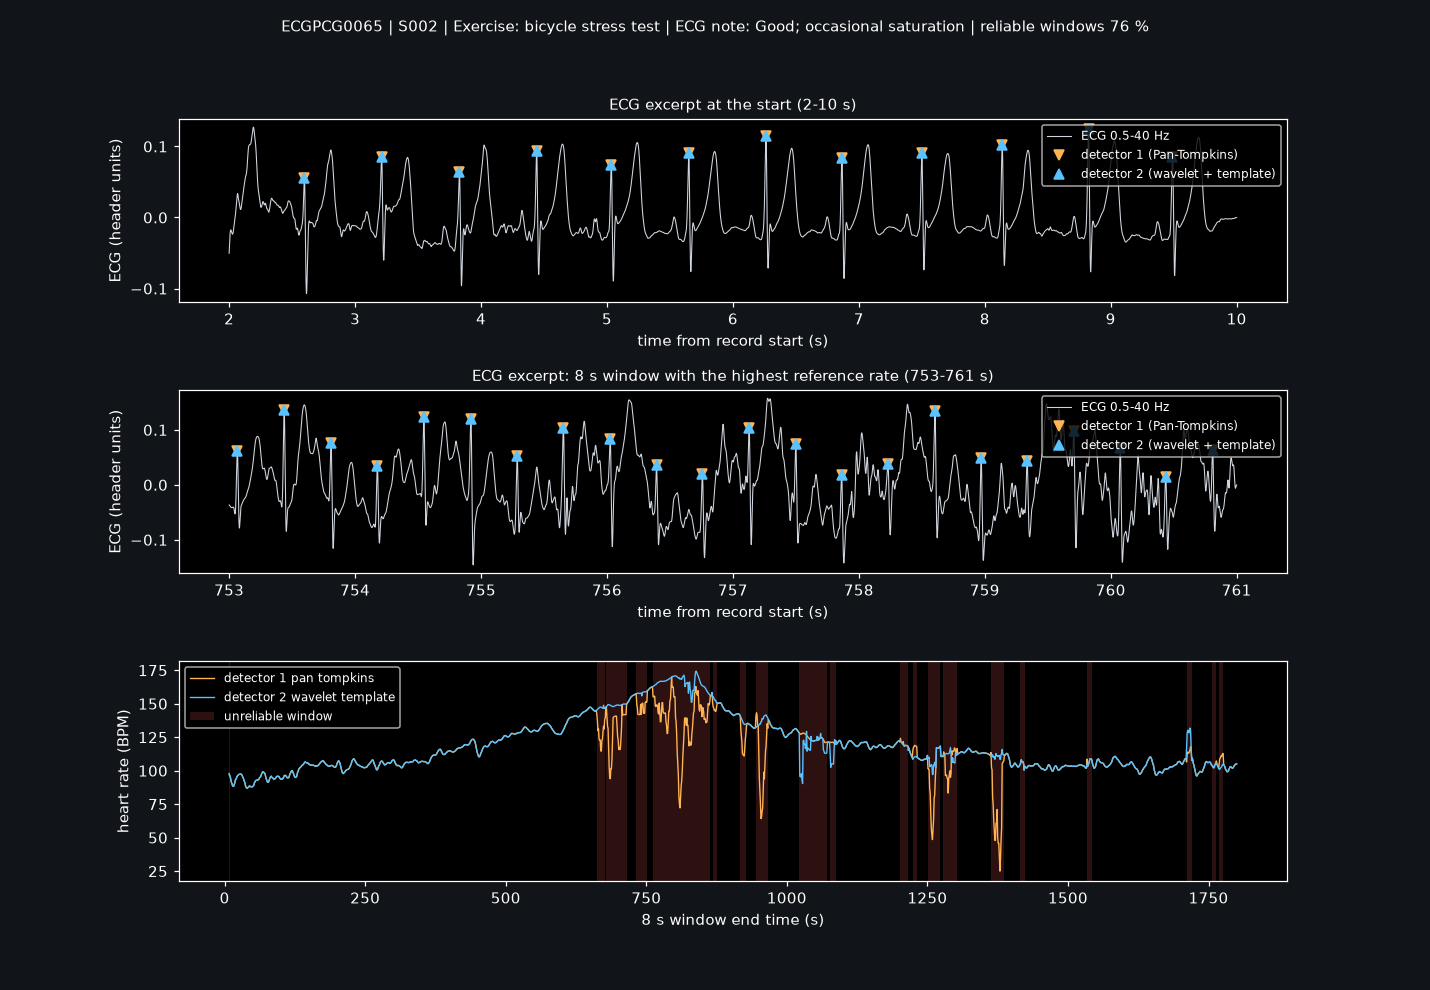 ECGPCG0065 | S002 | Exercise: bicycle stress test | ECG note: Good; occasional saturation | reliable windows 76 %
ECG excerpt at the start (2-10 s)
ECG (header units)
0.1
0.0
−0.1
ECG 0.5-40 Hz
detector 1 (Pan-Tompkins)
detector 2 (wavelet + template)
2 3 4 5 6 7 8 9 10
time from record start (s)
ECG excerpt: 8 s window with the highest reference rate (753-761 s)
ECG (header units)
0.1
0.0
−0.1
ECG 0.5-40 Hz
detector 1 (Pan-Tompkins)
detector 2 (wavelet + template)
753 754 755 756 757 758 759 760 761
time from record start (s)
heart rate (BPM)
175
150
125
100
75
50
25
detector 1 pan tompkins
detector 2 wavelet template
unreliable window
0 250 500 750 1000 1250 1500 1750
8 s window end time (s)